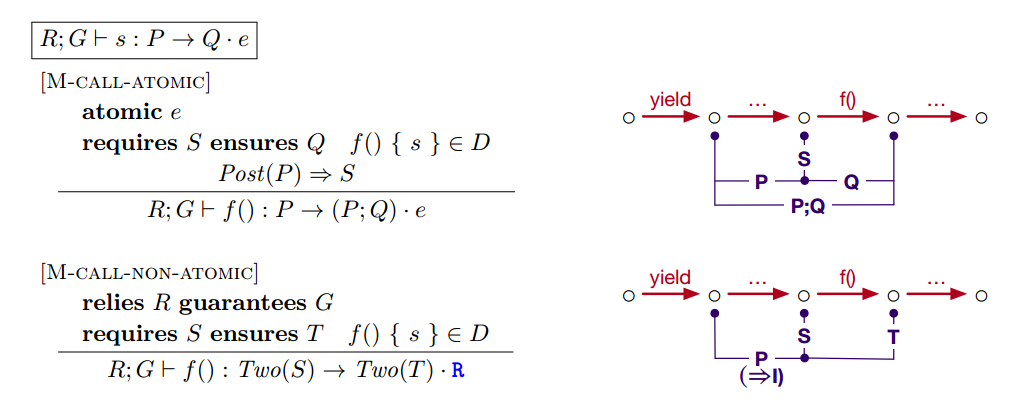 R; G ⊢ s : P → Q · e
[M-CALL-ATOMIC]
atomic e
requires S ensures Q f() { s } ∈ D
Post(P) ⇒ S
R; G ⊢ f() : P → (P; Q) · e
yield ... f() ...
S
P Q
P;Q
[M-CALL-NON-ATOMIC]
relies R guarantees G
requires S ensures T f() { s } ∈ D
R; G ⊢ f() : Two(S) → Two(T) · R
yield ... f() ...
S T
P
(⇒I)